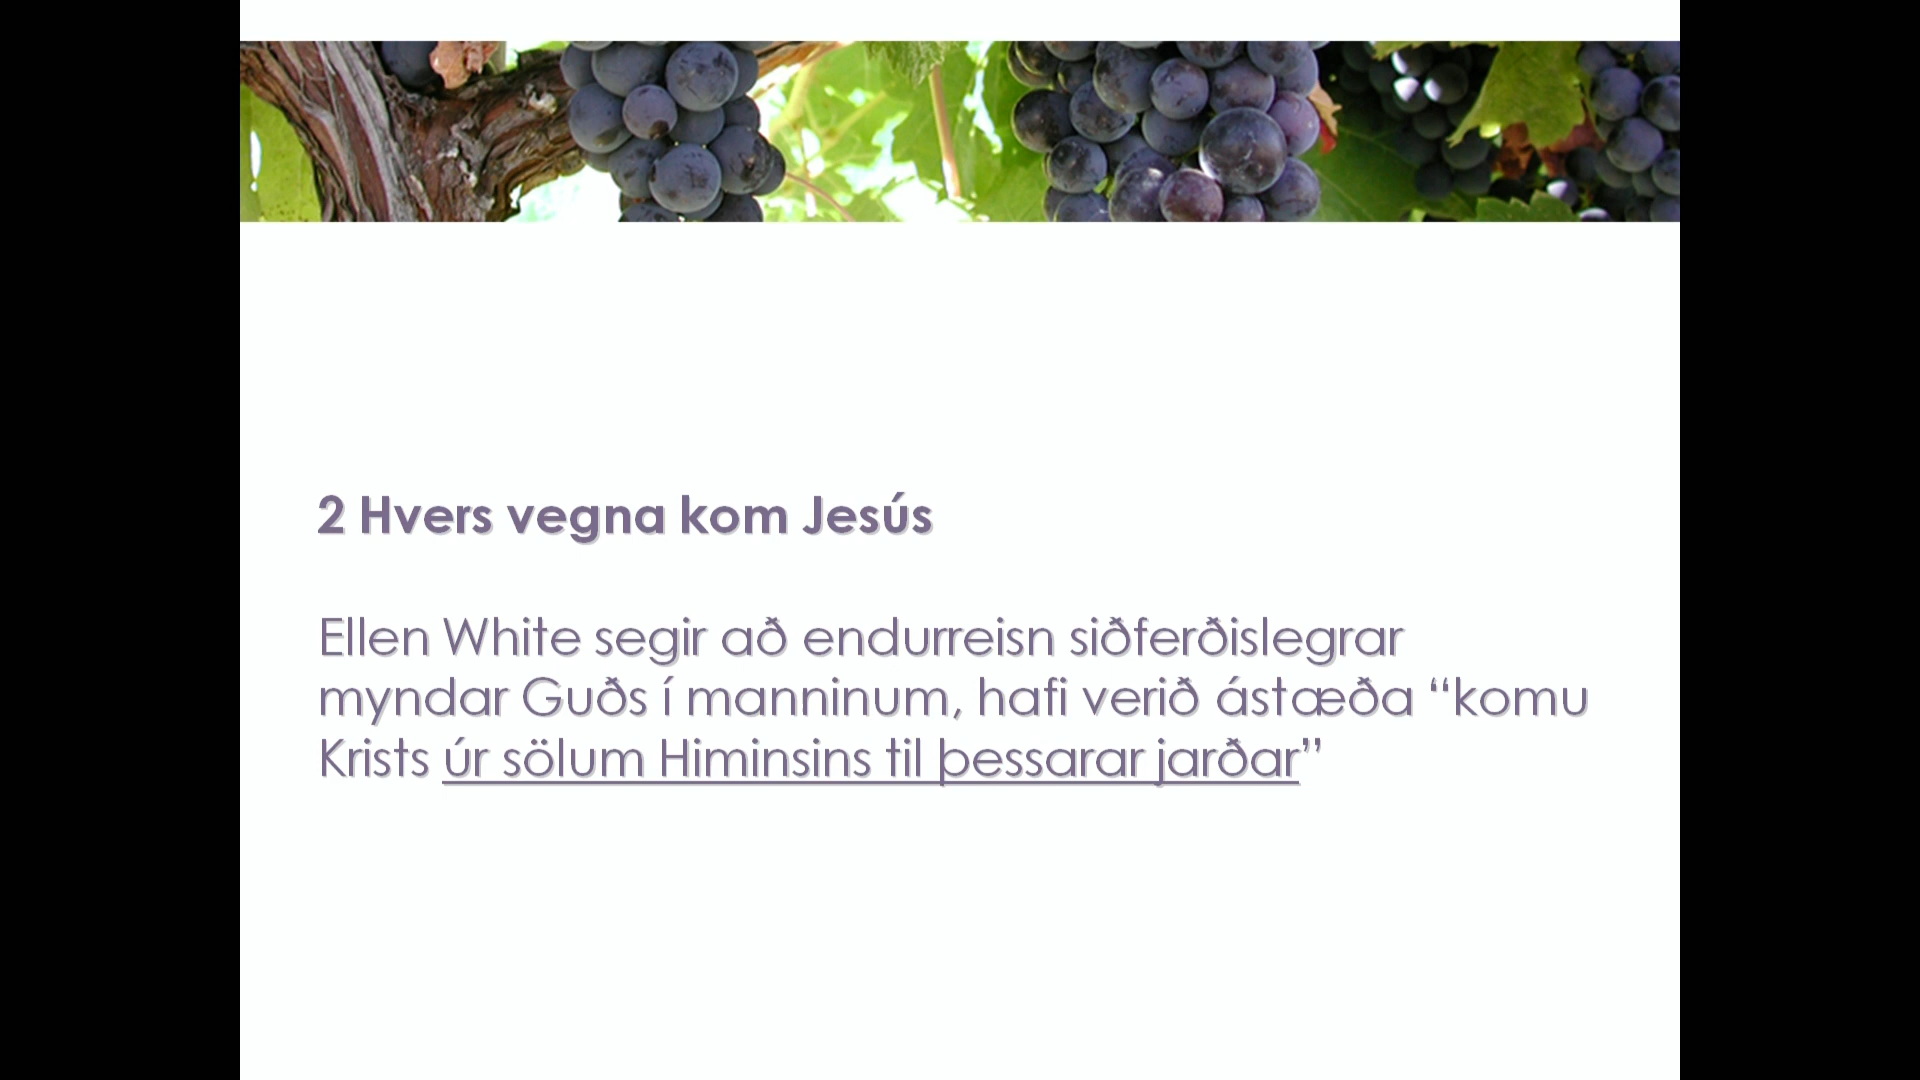 2 Hvers vegna kom Jesús
Ellen White segir að endurreisn siðferðislegrar
myndar Guðs í manninum, hafi verið ástæða “komu
Krists úr sölum Himinsins til þessarar jarðar”